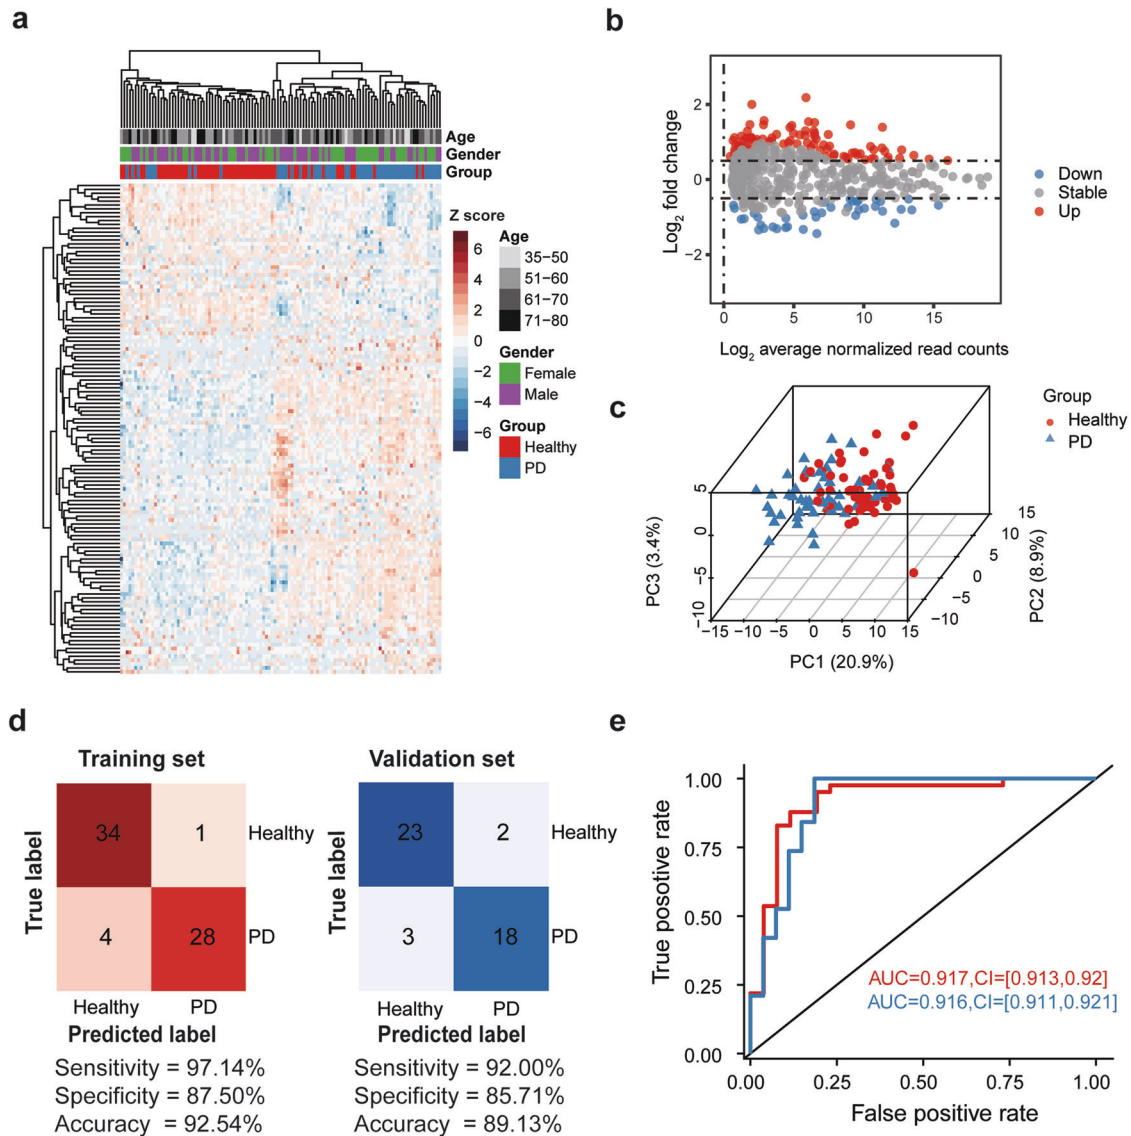 a
Age
Gender
Group
Z score
6
4
2
0
−2
−4
−6
Age
35−50
51−60
61−70
71−80
Gender
Female
Male
Group
Healthy
PD
b
Log2 fold change
2
0
−2
0
5
10
15
Log2 average normalized read counts
Down
Stable
Up
c
Group
Healthy
PD
PC3 (3.4%)
5
0
−5
−10
−15
−10
−5
0
5
10
15
PC1 (20.9%)
−10
−5
0
5
10
15
PC2 (8.9%)
d
Training set
True label
34
1
Healthy
4
28
PD
Healthy
PD
Predicted label
Sensitivity = 97.14%
Specificity = 87.50%
Accuracy = 92.54%
Validation set
True label
23
2
Healthy
3
18
PD
Healthy
PD
Predicted label
Sensitivity = 92.00%
Specificity = 85.71%
Accuracy = 89.13%
e
True posotive rate
1.00
0.75
0.50
0.25
0.00
AUC=0.917,CI=[0.913,0.92]
AUC=0.916,CI=[0.911,0.921]
0.00
0.25
0.50
0.75
1.00
False positive rate